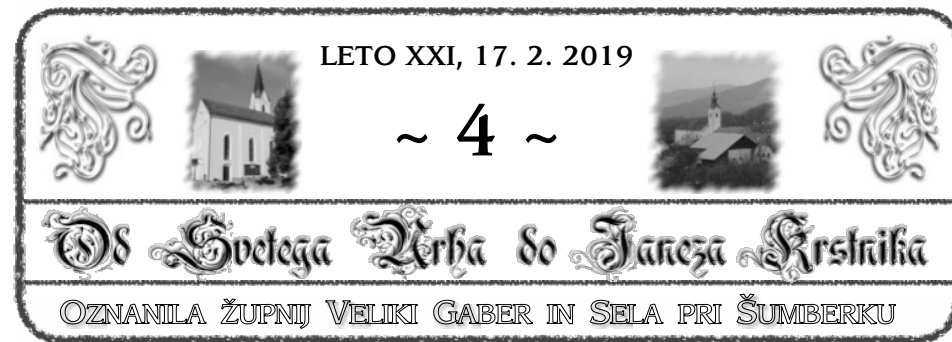 LETO XXI, 17. 2. 2019
~ 4 ~
Od Svetega Urha do Janeza Krstnika
OZNANILA ŽUPNIJ VELIKI GABER IN SELA PRI ŠUMBERKU